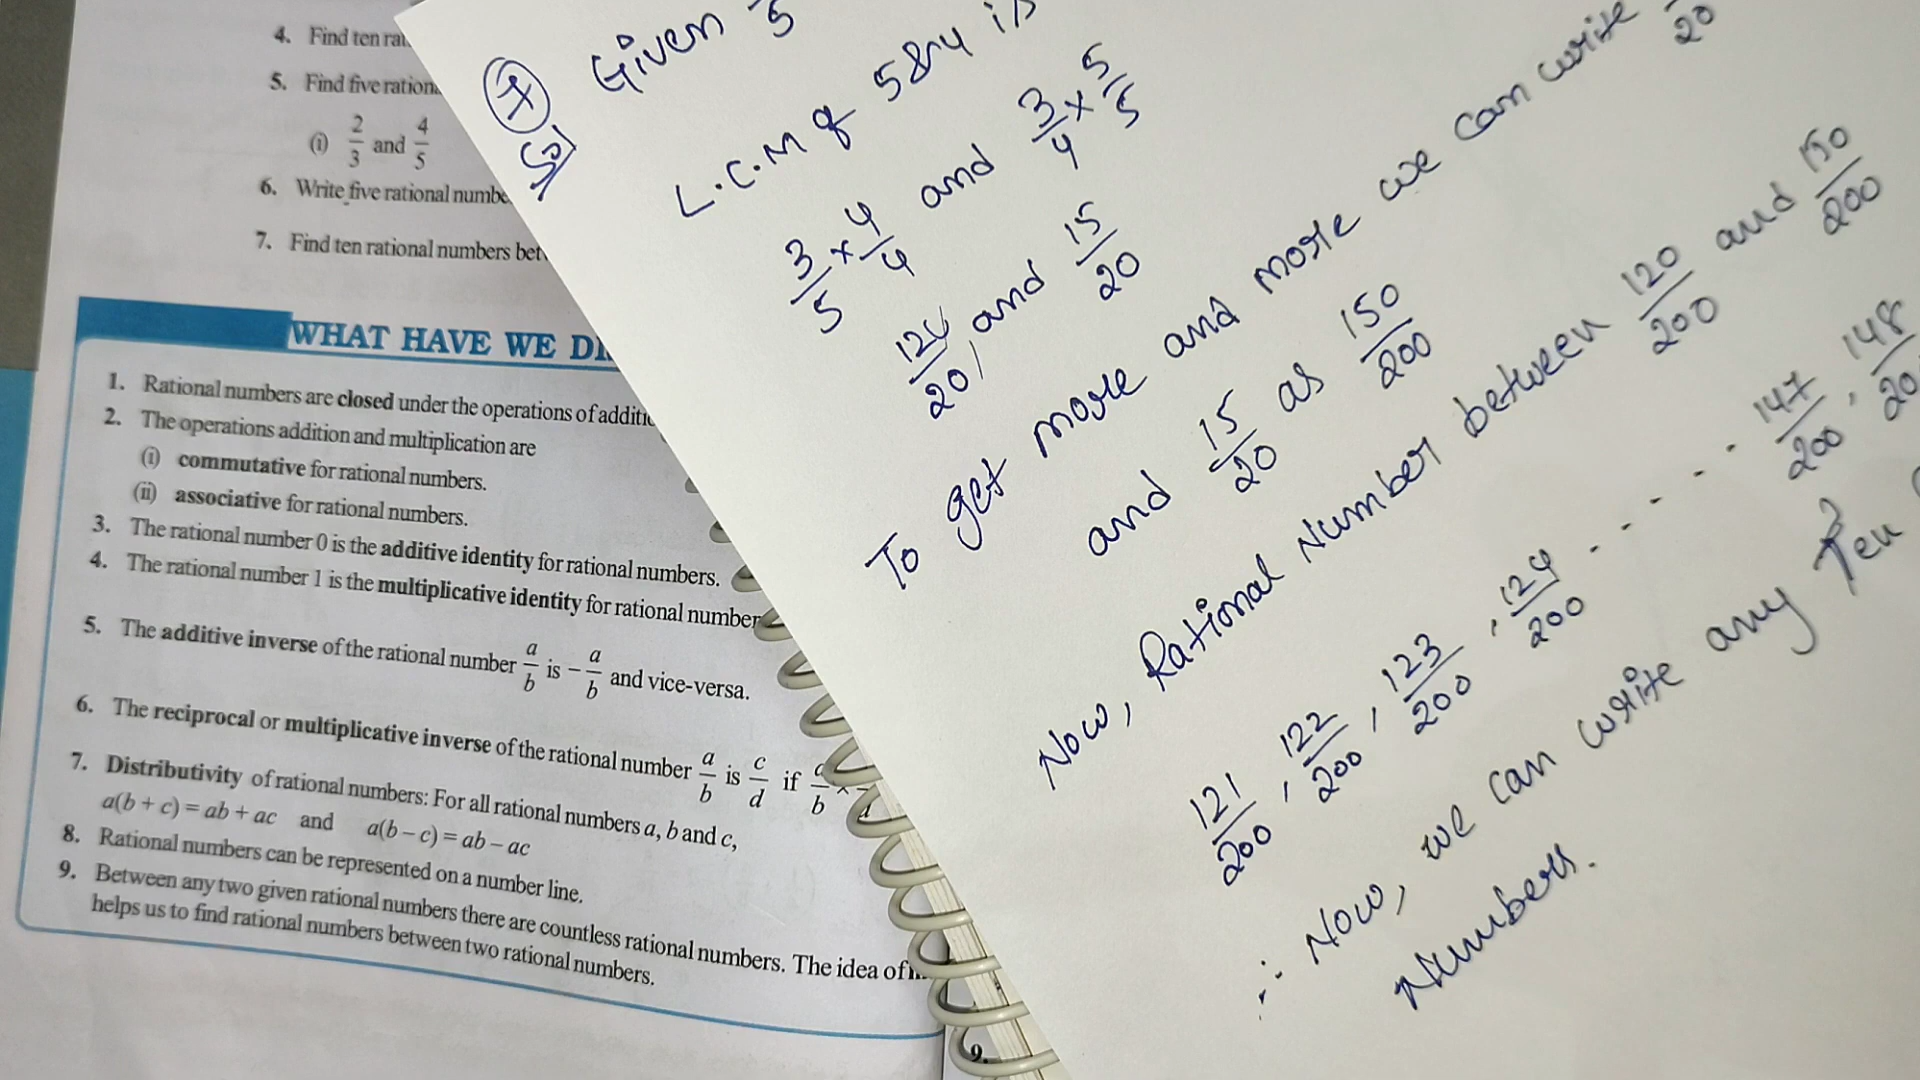 4. Find ten
5. Find five
(i) 2/3 and 4/5
6. Write five rational
7. Find ten rational numbers
WHAT HAVE WE
1. Rational numbers are closed under the operations of
2. The operations addition and multiplication are
(i) commutative for rational numbers.
(ii) associative for rational numbers.
3. The rational number 0 is the additive identity for rational numbers.
4. The rational number 1 is the multiplicative identity for rational
5. The additive inverse of the rational number a/b is – a/b and vice-versa.
6. The reciprocal or multiplicative inverse of the rational number a/b is c/d if
7. Distributivity of rational numbers: For all rational numbers a, b and c,
a(b + c) = ab + ac and a(b – c) = ab – ac
8. Rational numbers can be represented on a number line.
9. Between any two given rational numbers there are countless rational numbers. The idea of
helps us to find rational numbers between two rational numbers.
9.
7 Given
Sol
L.C.M of 5 & 4 is
3/5 × 4/4 and 3/4 × 5/5
12/20, and 15/20
To get more and more we can write
and 15/20 as 150/200
Now, Rational Number between 120/200 and 150/200
121/200, 122/200, 123/200, 124/200 . . . . . 147/200, 148/20
∴ Now, we can write any Ten
Numbers.